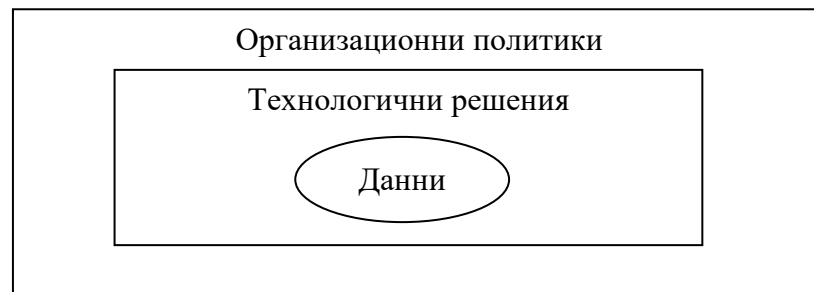 Организационни политики
Технологични решения
Данни